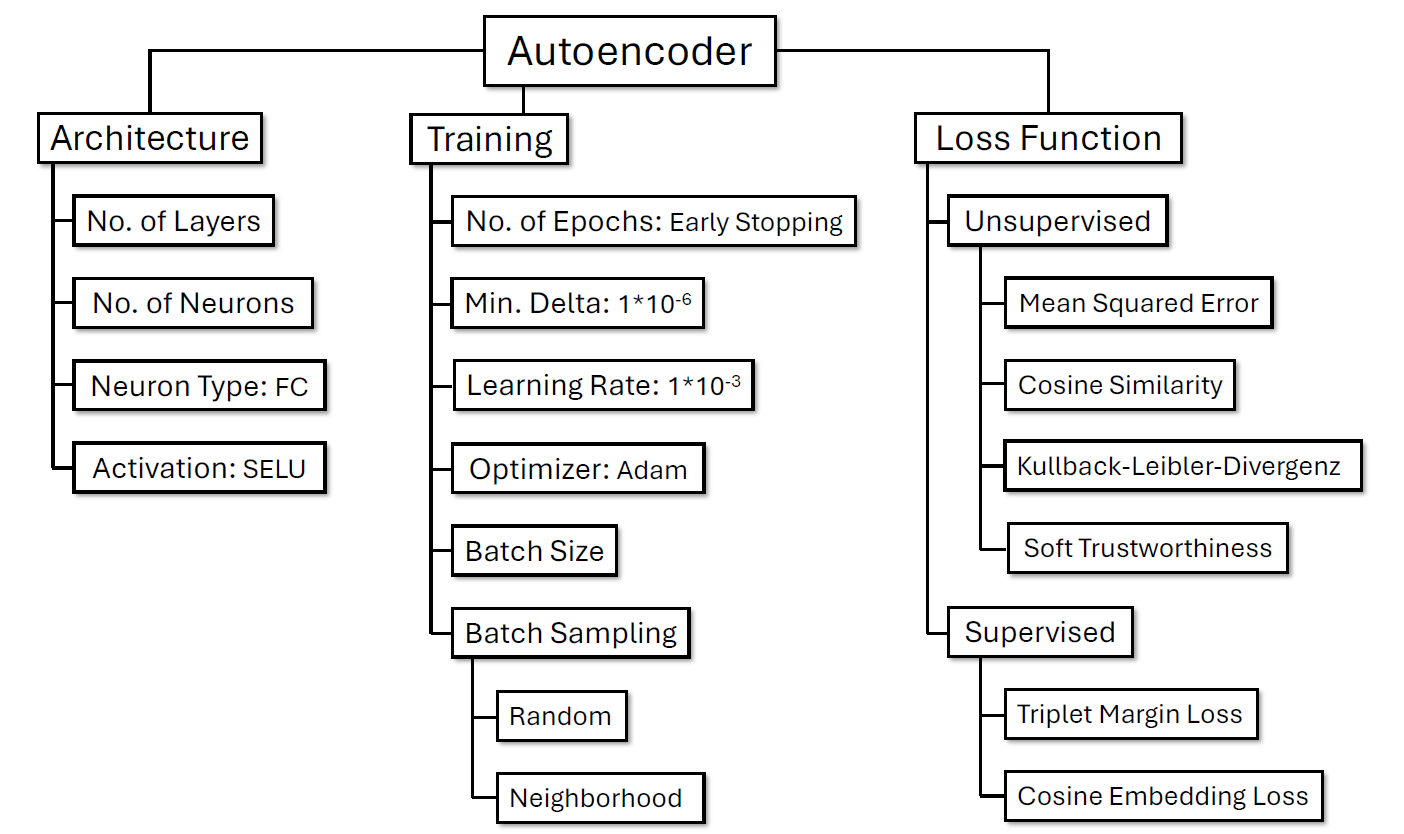 Autoencoder
Architecture
No. of Layers
No. of Neurons
Neuron Type: FC
Activation: SELU
Training
No. of Epochs: Early Stopping
Min. Delta: 1*10⁻⁶
Learning Rate: 1*10⁻³
Optimizer: Adam
Batch Size
Batch Sampling
Random
Neighborhood
Loss Function
Unsupervised
Mean Squared Error
Cosine Similarity
Kullback-Leibler-Divergenz
Soft Trustworthiness
Supervised
Triplet Margin Loss
Cosine Embedding Loss